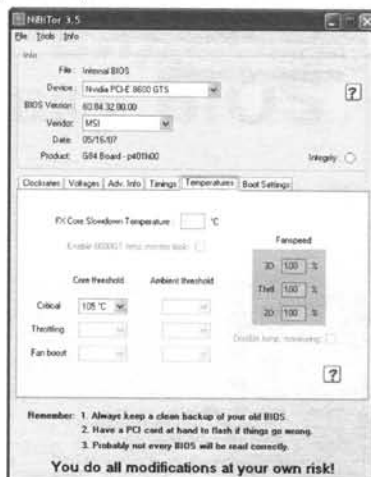 NiBiTor 3.5
File Tools Info
Info
File: Internal BIOS
Device: Nvidia PCI-E 8600 GTS
BIOS Version: 60.84.32.00.00
Vendor: MSI
Date: 05/16/07
Product: G84 Board - p401h00
Integrity:
?
Clockrates Voltages Adv. Info Timings Temperatures Boot Settings
FX Core Slowdown Temperature: °C
Enable 6600GT temp. monitor
Fanspeed
3D 100 %
Thrtl 100 %
2D 100 %
Core threshold Ambient threshold
Critical 105 °C
Throttling
Fan boost
?
Remember: 1. Always keep a clean backup of your old BIOS.
2. Have a PCI card at hand to flash if things go wrong.
3. Probably not every BIOS will be read correctly.
You do all modifications at your own risk!